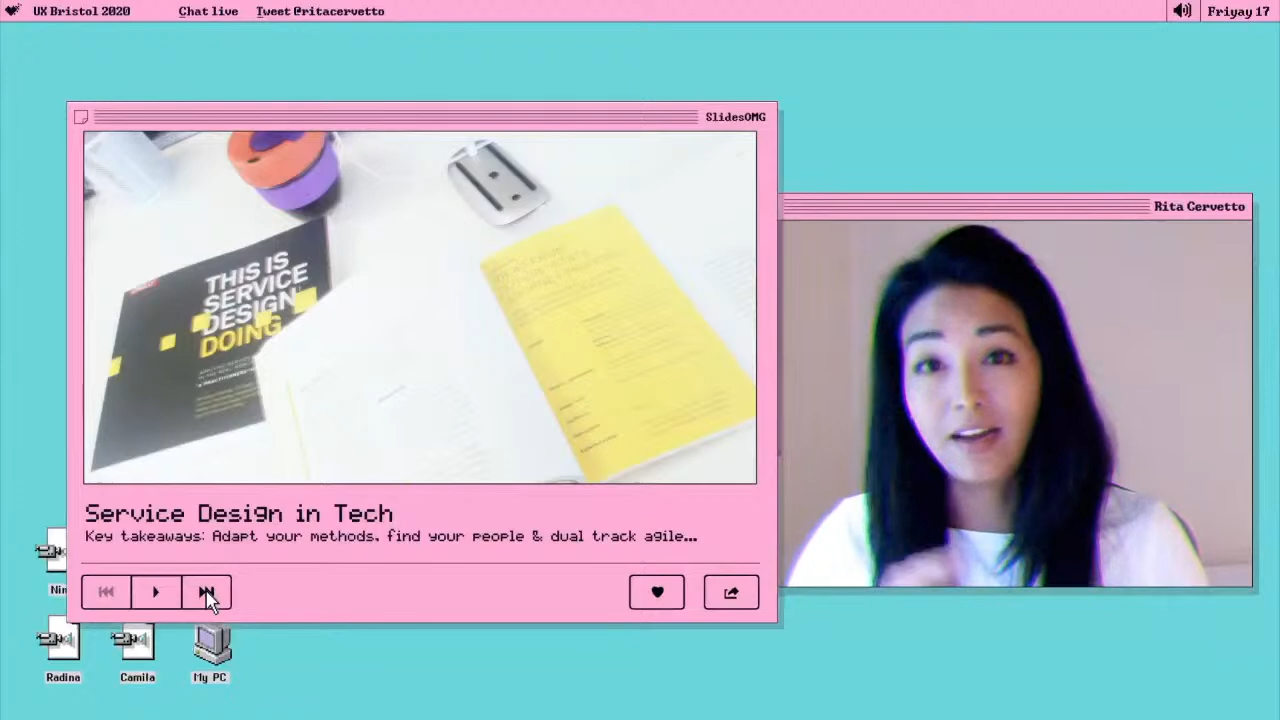 UX Bristol 2020 Chat live Tweet @ritacervetto Friyay 17
SlidesOMG
THIS IS
SERVICE
DESIGN
DOING
Rita Cervetto
Service Design in Tech
Key takeaways: Adapt your methods, find your people & dual track agile...
Radina
Camila
My PC